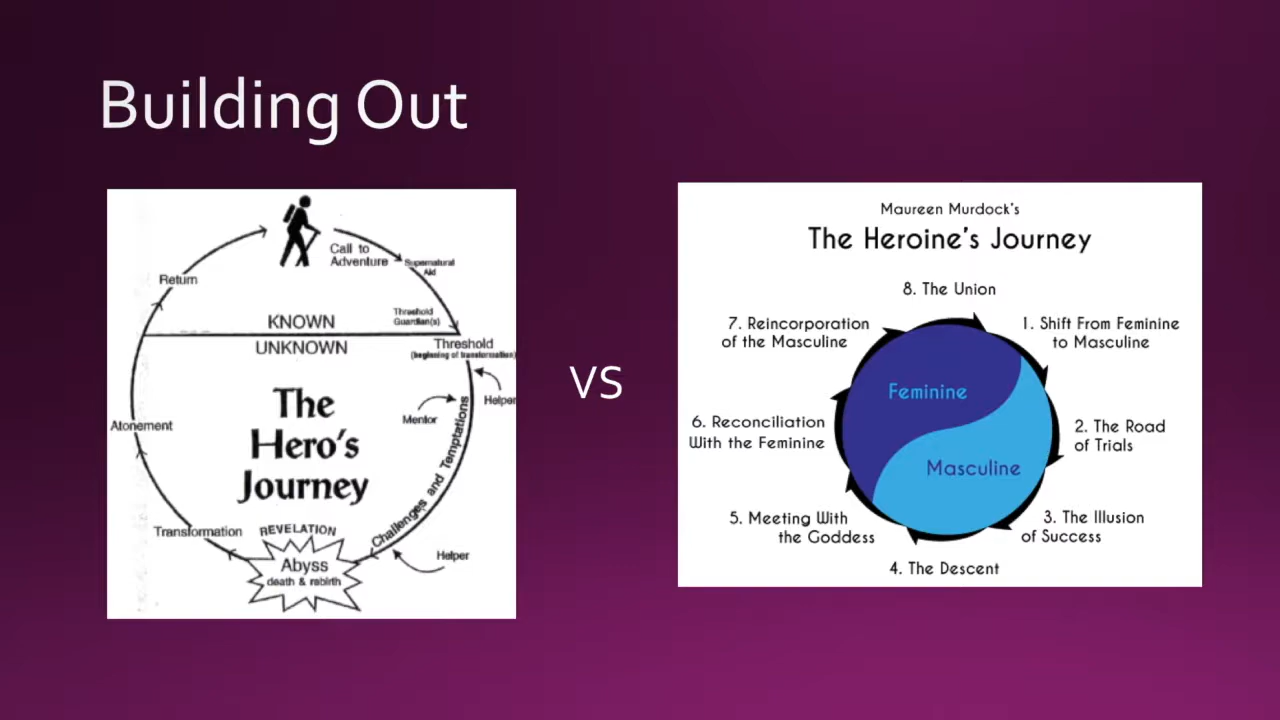 Building Out
Call to
Adventure
Supernatural
Aid
Return
KNOWN
Threshold
Guardian(s)
UNKNOWN
Threshold
(beginning of transformation)
Helper
Mentor
The
Hero's
Journey
Challenges and Temptations
Atonement
Transformation
REVELATION
Abyss
death & rebirth
Helper
VS
Maureen Murdock's
The Heroine's Journey
8. The Union
7. Reincorporation
of the Masculine
1. Shift From Feminine
to Masculine
Feminine
6. Reconciliation
With the Feminine
2. The Road
of Trials
Masculine
5. Meeting With
the Goddess
3. The Illusion
of Success
4. The Descent